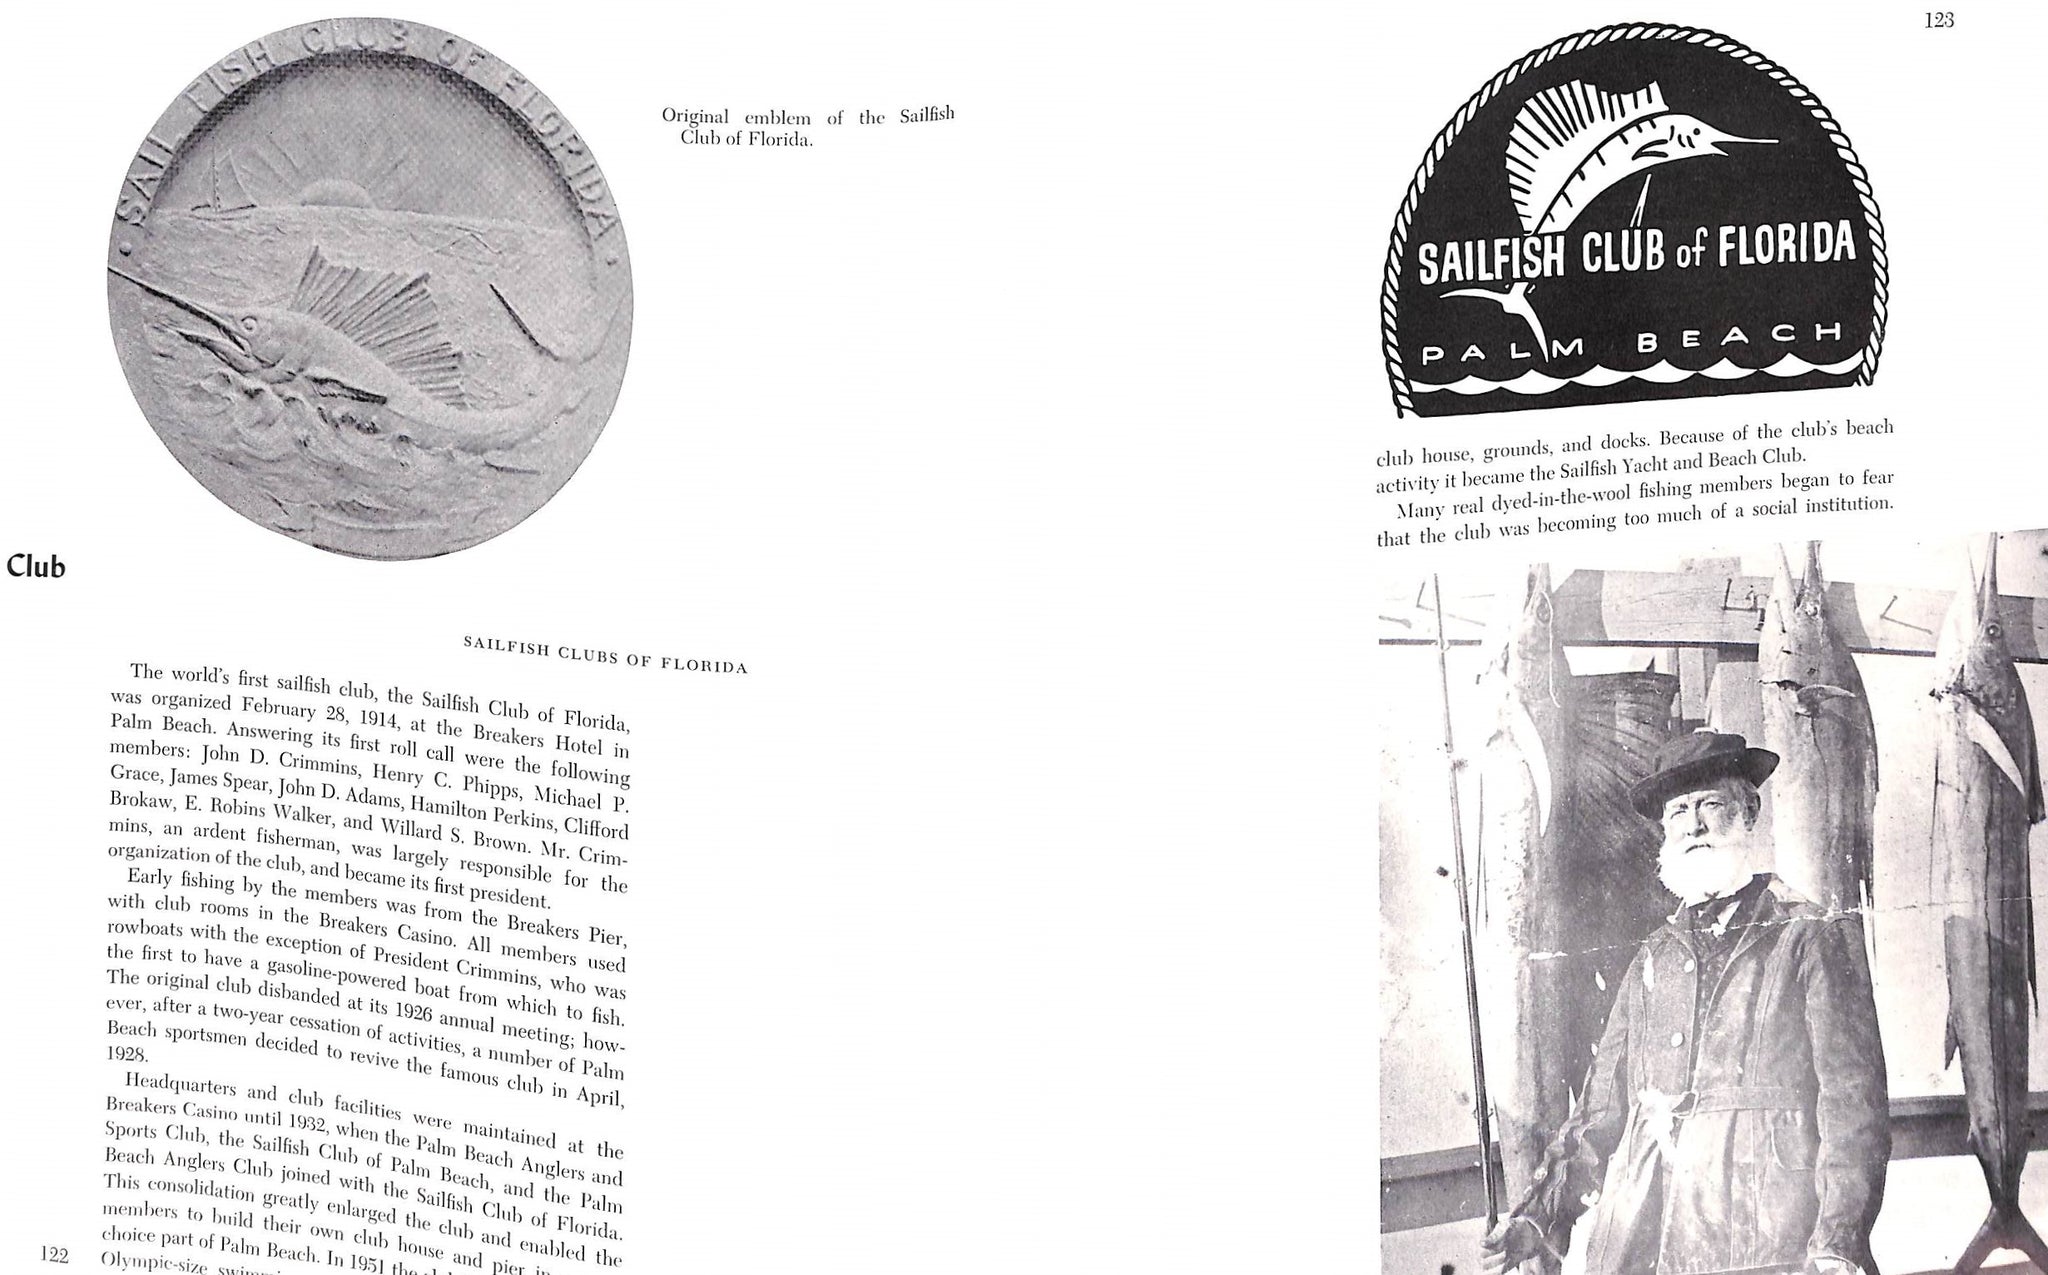 SAIL FISH CLUB OF FLORIDA
Original emblem of the Sailfish
Club of Florida.
Club
SAILFISH CLUBS OF FLORIDA
The world's first sailfish club, the Sailfish Club of Florida,
was organized February 28, 1914, at the Breakers Hotel in
Palm Beach. Answering its first roll call were the following
members: John D. Crimmins, Henry C. Phipps, Michael P.
Grace, James Spear, John D. Adams, Hamilton Perkins, Clifford
Brokaw, E. Robins Walker, and Willard S. Brown. Mr. Crim-
mins, an ardent fisherman, was largely responsible for the
organization of the club, and became its first president.
Early fishing by the members was from the Breakers Pier,
with club rooms in the Breakers Casino. All members used
rowboats with the exception of President Crimmins, who was
the first to have a gasoline-powered boat from which to fish.
The original club disbanded at its 1926 annual meeting; how-
ever, after a two-year cessation of activities, a number of Palm
Beach sportsmen decided to revive the famous club in April,
1928.
Headquarters and club facilities were maintained at the
Breakers Casino until 1932, when the Palm Beach Anglers and
Sports Club, the Sailfish Club of Palm Beach, and the Palm
Beach Anglers Club joined with the Sailfish Club of Florida.
This consolidation greatly enlarged the club and enabled the
members to build their own club house and pier in
choice part of Palm Beach. In 1951 the
Olympic-size
122
123
SAILFISH CLUB of FLORIDA
PALM BEACH
club house, grounds, and docks. Because of the club's beach
activity it became the Sailfish Yacht and Beach Club.
Many real dyed-in-the-wool fishing members began to fear
that the club was becoming too much of a social institution.